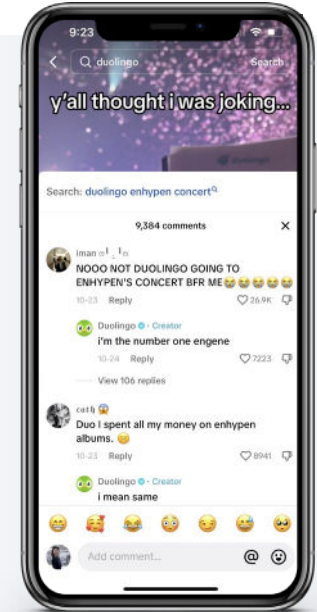 9:23
duolingo
Search
y'all thought i was joking...
duolingo
Search: duolingo enhypen concert
9,384 comments
iman
NOOO NOT DUOLINGO GOING TO
ENHYPEN'S CONCERT BFR ME😭😭😭😭😭
10-23 Reply 26.9K
Duolingo · Creator
i'm the number one engene
10-24 Reply 7223
View 106 replies
cath 😱
Duo I spent all my money on enhypen
albums. 🥲
10-23 Reply 8941
Duolingo · Creator
i mean same
Add comment...
@